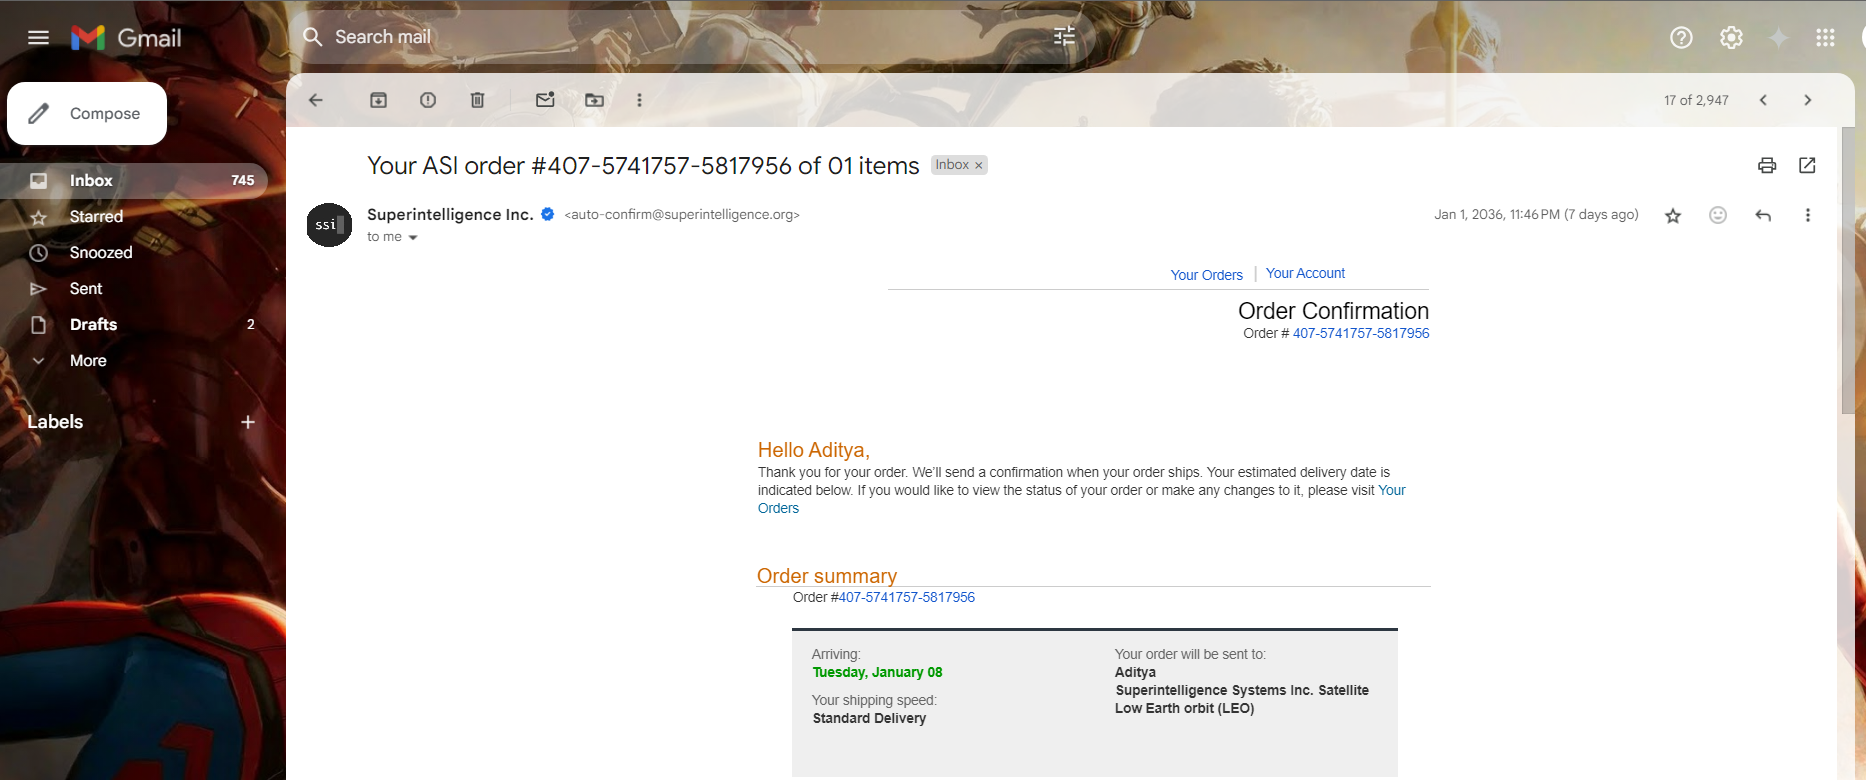 Gmail
Search mail
Compose
17 of 2,947
Inbox 745
Starred
Snoozed
Sent
Drafts 2
More
Labels
Your ASI order #407-5741757-5817956 of 01 items Inbox ×
ssi
Superintelligence Inc. <auto-confirm@superintelligence.org>
Jan 1, 2036, 11:46 PM (7 days ago)
to me
Your Orders | Your Account
Order Confirmation
Order # 407-5741757-5817956
Hello Aditya,
Thank you for your order. We'll send a confirmation when your order ships. Your estimated delivery date is
indicated below. If you would like to view the status of your order or make any changes to it, please visit Your
Orders
Order summary
Order #407-5741757-5817956
Arriving:
Tuesday, January 08
Your shipping speed:
Standard Delivery
Your order will be sent to:
Aditya
Superintelligence Systems Inc. Satellite
Low Earth orbit (LEO)